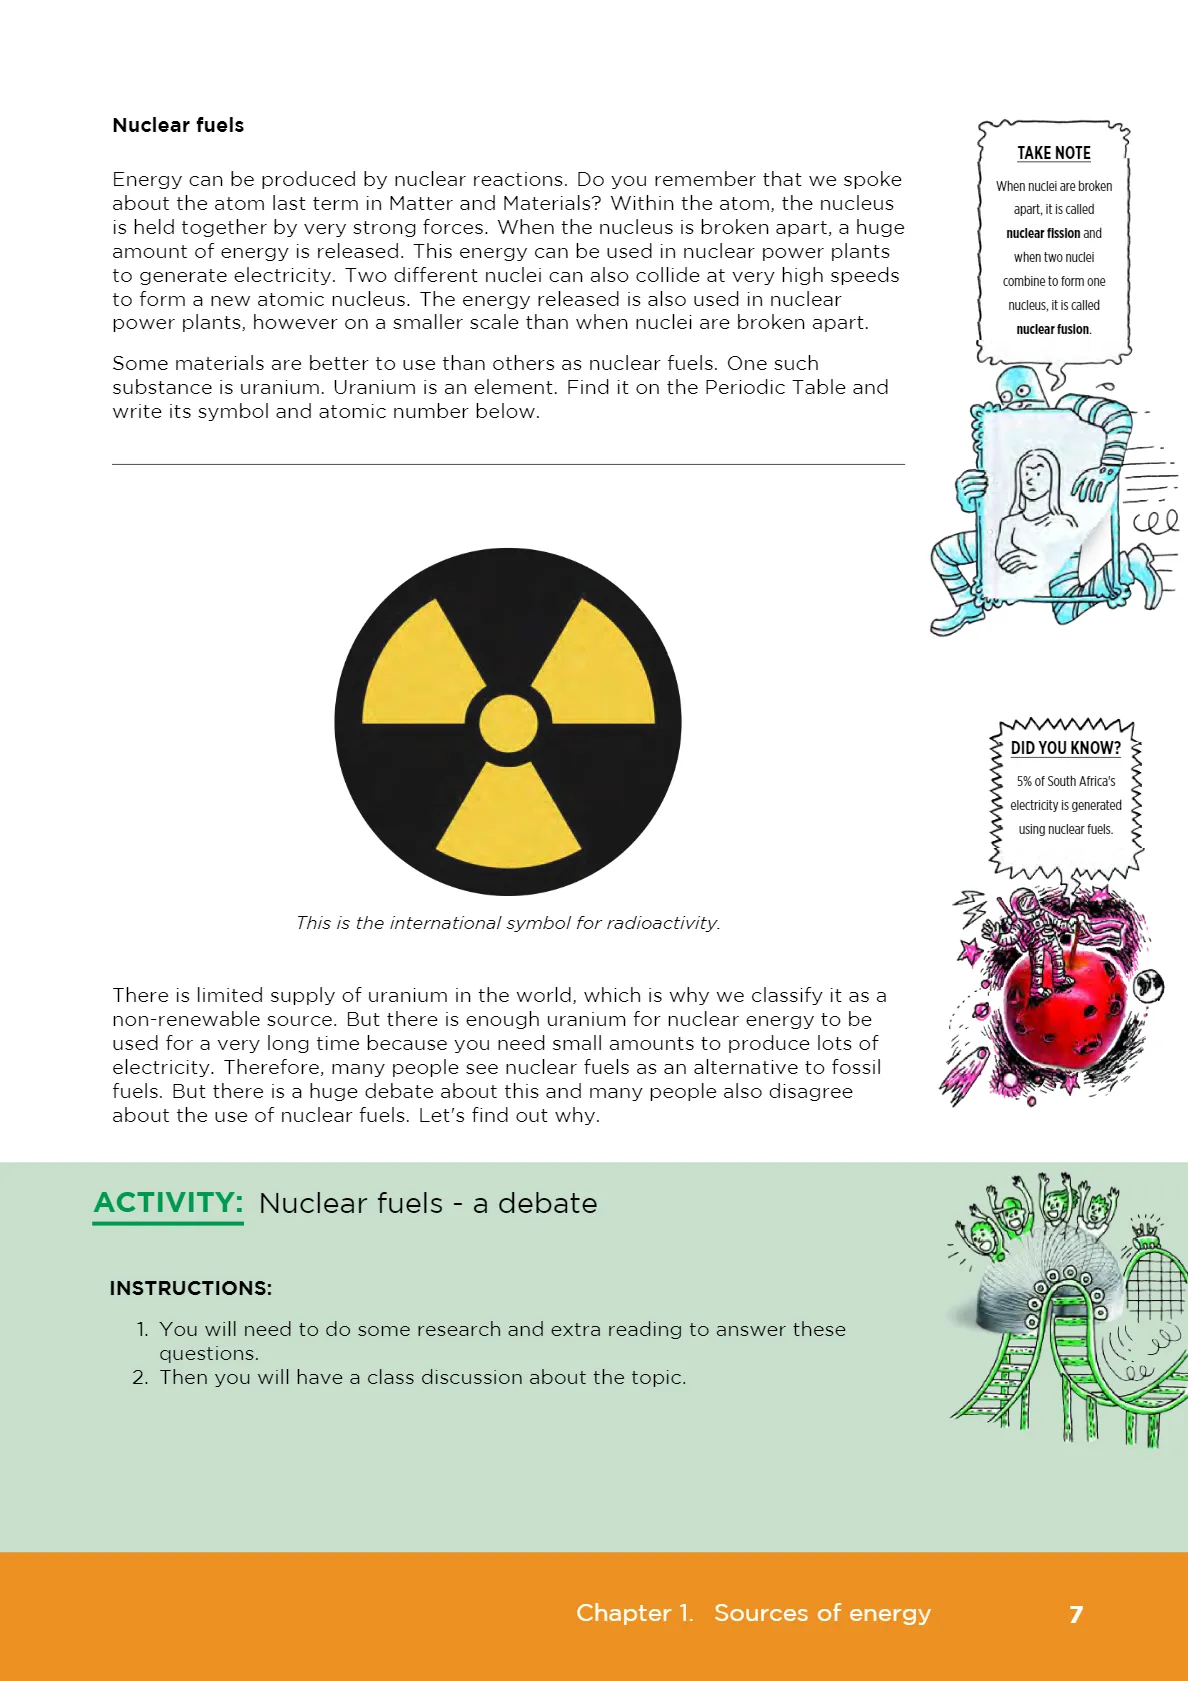 Nuclear fuels
Energy can be produced by nuclear reactions. Do you remember that we spoke
about the atom last term in Matter and Materials? Within the atom, the nucleus
is held together by very strong forces. When the nucleus is broken apart, a huge
amount of energy is released. This energy can be used in nuclear power plants
to generate electricity. Two different nuclei can also collide at very high speeds
to form a new atomic nucleus. The energy released is also used in nuclear
power plants, however on a smaller scale than when nuclei are broken apart.
Some materials are better to use than others as nuclear fuels. One such
substance is uranium. Uranium is an element. Find it on the Periodic Table and
write its symbol and atomic number below.
TAKE NOTE
When nuclei are broken
apart, it is called
nuclear fission and
when two nuclei
combine to form one
nucleus, it is called
nuclear fusion.
This is the international symbol for radioactivity.
DID YOU KNOW?
5% of South Africa's
electricity is generated
using nuclear fuels.
There is limited supply of uranium in the world, which is why we classify it as a
non-renewable source. But there is enough uranium for nuclear energy to be
used for a very long time because you need small amounts to produce lots of
electricity. Therefore, many people see nuclear fuels as an alternative to fossil
fuels. But there is a huge debate about this and many people also disagree
about the use of nuclear fuels. Let's find out why.
ACTIVITY: Nuclear fuels - a debate
INSTRUCTIONS:
1. You will need to do some research and extra reading to answer these
questions.
2. Then you will have a class discussion about the topic.
Chapter 1. Sources of energy 7